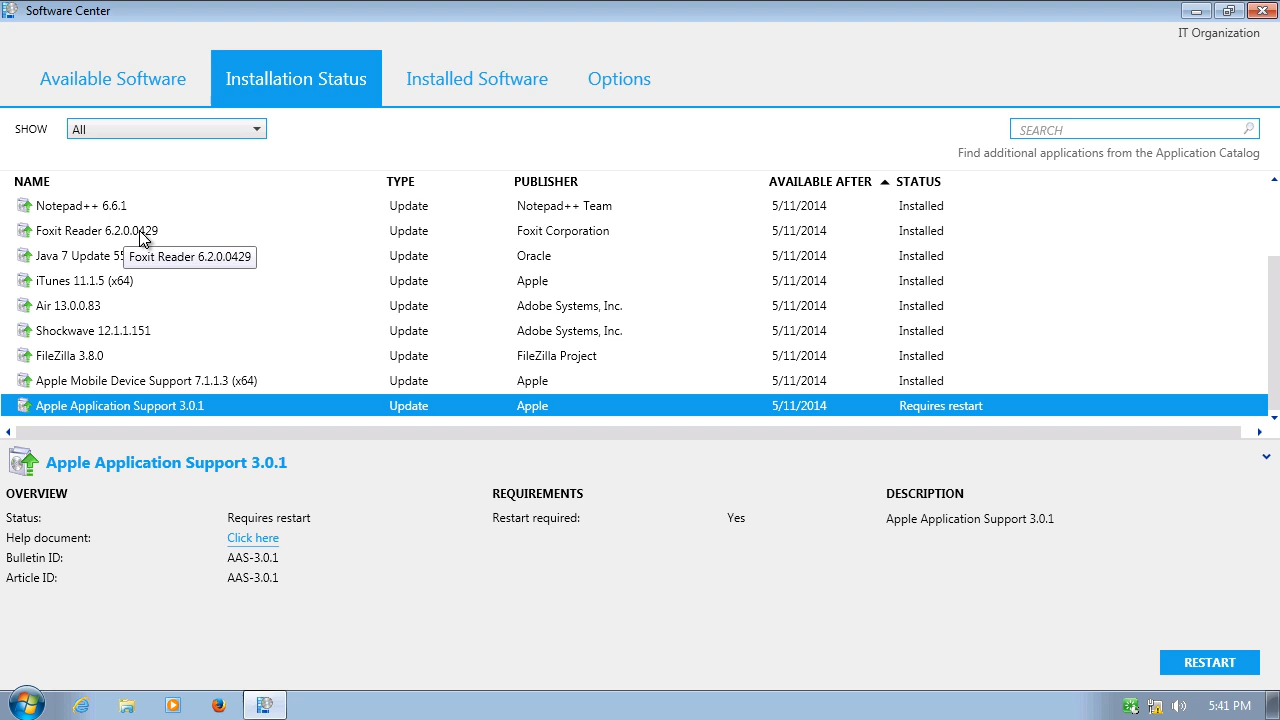 Software Center
IT Organization
Available Software Installation Status Installed Software Options
SHOW All SEARCH
Find additional applications from the Application Catalog
NAME TYPE PUBLISHER AVAILABLE AFTER STATUS
Notepad++ 6.6.1 Update Notepad++ Team 5/11/2014 Installed
Foxit Reader 6.2.0.0429 Update Foxit Corporation 5/11/2014 Installed
Java 7 Update 55 Update Oracle 5/11/2014 Installed
Foxit Reader 6.2.0.0429
iTunes 11.1.5 (x64) Update Apple 5/11/2014 Installed
Air 13.0.0.83 Update Adobe Systems, Inc. 5/11/2014 Installed
Shockwave 12.1.1.151 Update Adobe Systems, Inc. 5/11/2014 Installed
FileZilla 3.8.0 Update FileZilla Project 5/11/2014 Installed
Apple Mobile Device Support 7.1.1.3 (x64) Update Apple 5/11/2014 Installed
Apple Application Support 3.0.1 Update Apple 5/11/2014 Requires restart
Apple Application Support 3.0.1
OVERVIEW REQUIREMENTS DESCRIPTION
Status: Requires restart Restart required: Yes Apple Application Support 3.0.1
Help document: Click here
Bulletin ID: AAS-3.0.1
Article ID: AAS-3.0.1
RESTART
5:41 PM